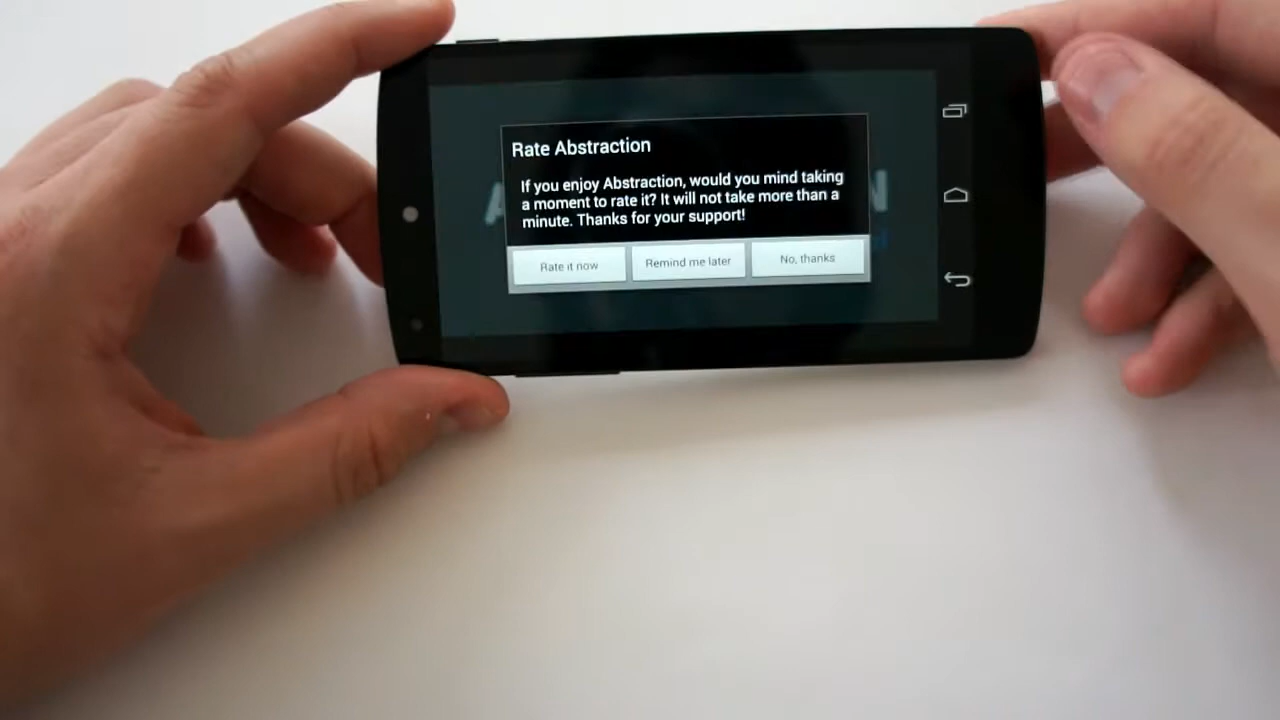 Rate Abstraction
If you enjoy Abstraction, would you mind taking
a moment to rate it? It will not take more than a
minute. Thanks for your support!
Rate it now
Remind me later
No, thanks